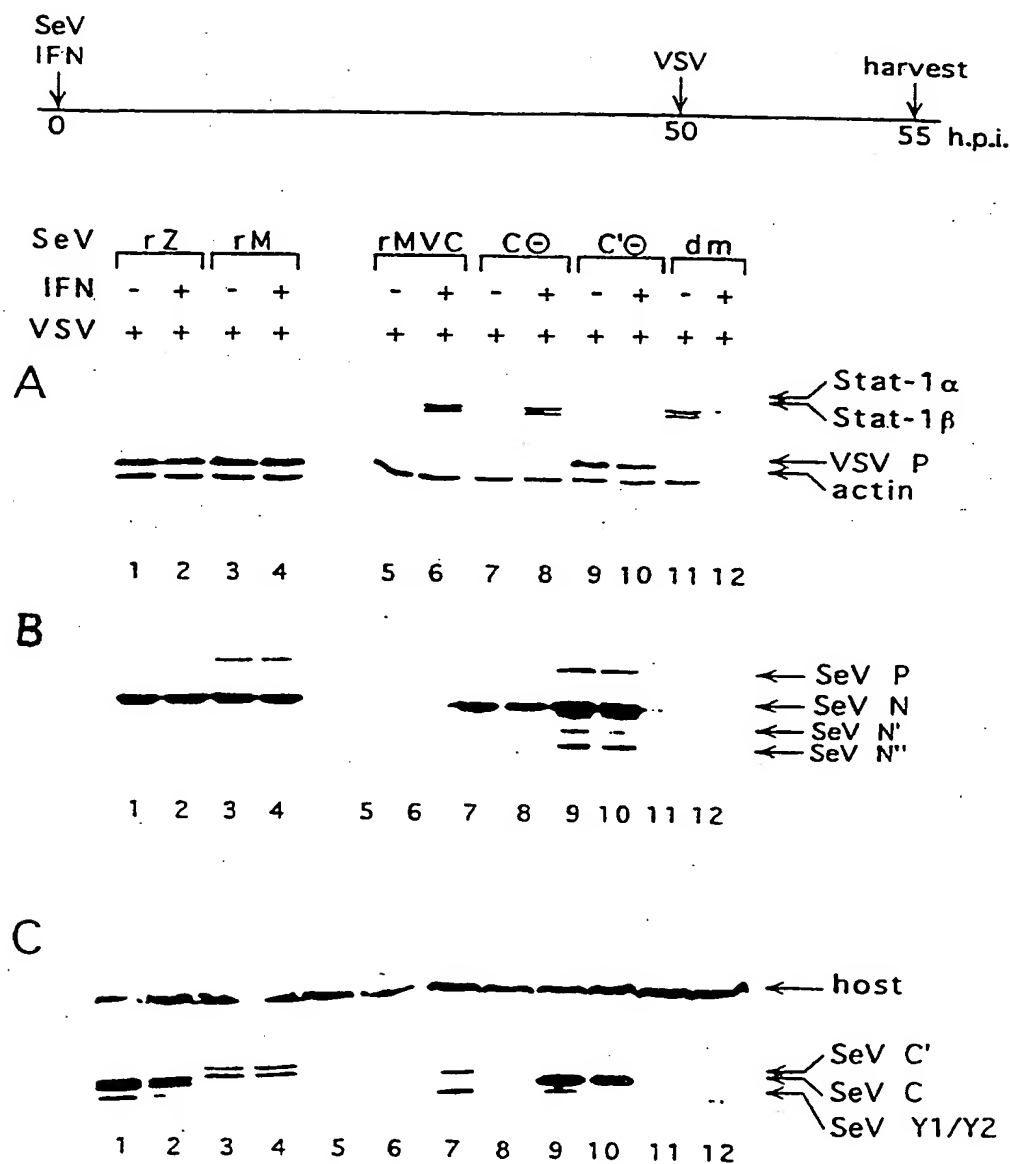 SeV
IFN
VSV
harvest
0
50
55 h.p.i.
SeV rZ rM rMVC C⊖ C'⊖ dm
IFN - + - + - + - + - + - +
VSV + + + + + + + + + + + +
A
Stat-1α
Stat-1β
VSV P
actin
1 2 3 4 5 6 7 8 9 10 11 12
B
SeV P
SeV N
SeV N'
SeV N"
1 2 3 4 5 6 7 8 9 10 11 12
C
host
SeV C'
SeV C
SeV Y1/Y2
1 2 3 4 5 6 7 8 9 10 11 12